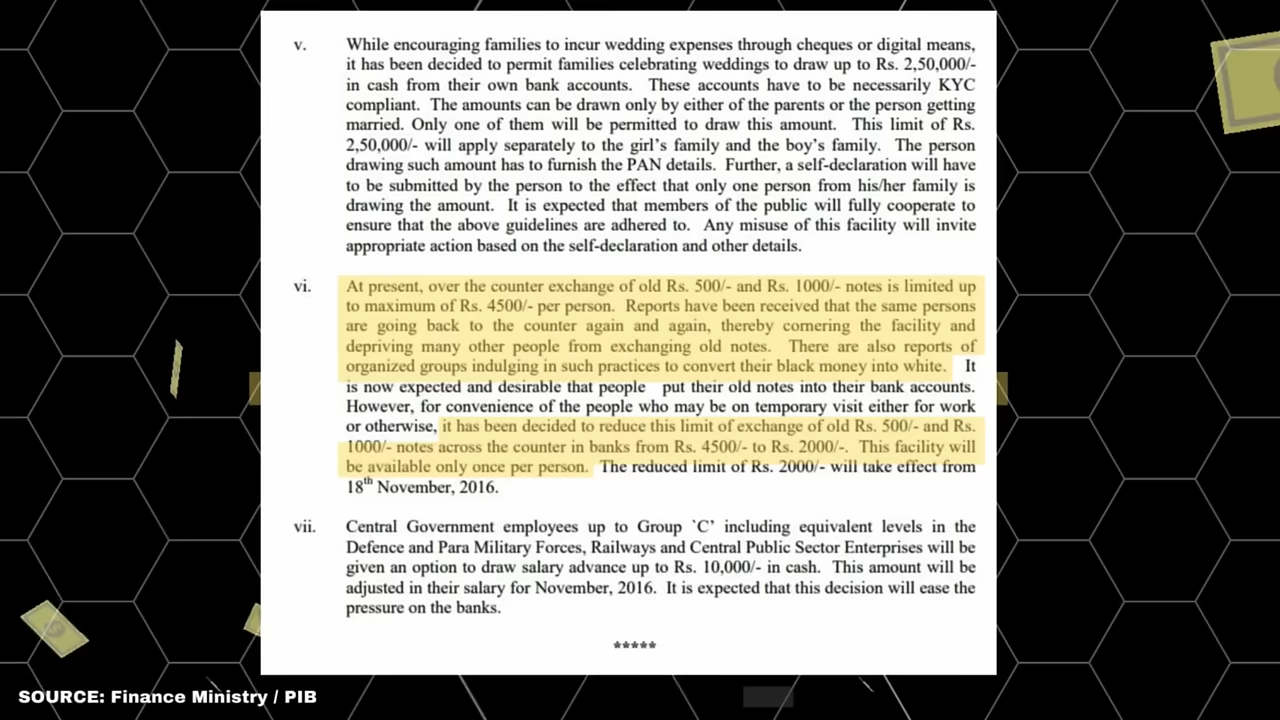 v. While encouraging families to incur wedding expenses through cheques or digital means,
it has been decided to permit families celebrating weddings to draw up to Rs. 2,50,000/-
in cash from their own bank accounts. These accounts have to be necessarily KYC
compliant. The amounts can be drawn only by either of the parents or the person getting
married. Only one of them will be permitted to draw this amount. This limit of Rs.
2,50,000/- will apply separately to the girl's family and the boy's family. The person
drawing such amount has to furnish the PAN details. Further, a self-declaration will have
to be submitted by the person to the effect that only one person from his/her family is
drawing the amount. It is expected that members of the public will fully cooperate to
ensure that the above guidelines are adhered to. Any misuse of this facility will invite
appropriate action based on the self-declaration and other details.
vi. At present, over the counter exchange of old Rs. 500/- and Rs. 1000/- notes is limited up
to maximum of Rs. 4500/- per person. Reports have been received that the same persons
are going back to the counter again and again, thereby cornering the facility and
depriving many other people from exchanging old notes. There are also reports of
organized groups indulging in such practices to convert their black money into white. It
is now expected and desirable that people put their old notes into their bank accounts.
However, for convenience of the people who may be on temporary visit either for work
or otherwise, it has been decided to reduce this limit of exchange of old Rs. 500/- and Rs.
1000/- notes across the counter in banks from Rs. 4500/- to Rs. 2000/-. This facility will
be available only once per person. The reduced limit of Rs. 2000/- will take effect from
18th November, 2016.
vii. Central Government employees up to Group `C' including equivalent levels in the
Defence and Para Military Forces, Railways and Central Public Sector Enterprises will be
given an option to draw salary advance up to Rs. 10,000/- in cash. This amount will be
adjusted in their salary for November, 2016. It is expected that this decision will ease the
pressure on the banks.
*****
SOURCE: Finance Ministry / PIB